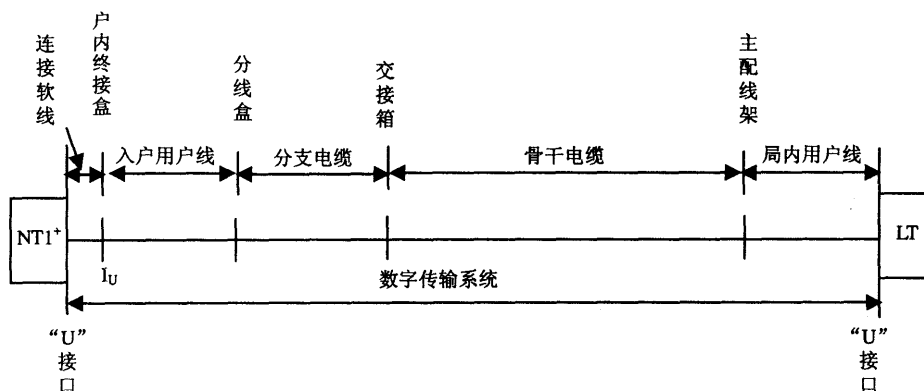 连接软线
户内终接盒
分线盒
交接箱
主配线架
入户用户线
分支电缆
骨干电缆
局内用户线
NT1+
LT
IU
数字传输系统
“U”
接
口
“U”
接
口